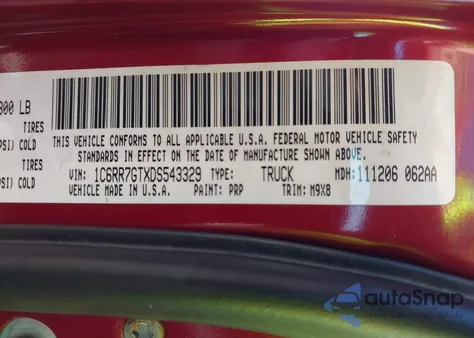 800 LB
TIRES
PSI) COLD
TIRES
PSI) COLD
THIS VEHICLE CONFORMS TO ALL APPLICABLE U.S.A. FEDERAL MOTOR VEHICLE SAFETY
STANDARDS IN EFFECT ON THE DATE OF MANUFACTURE SHOWN ABOVE.
VIN: 1C6RR7GTXDS543329 TYPE: TRUCK MDH: 111206 062AA
VEHICLE MADE IN U.S.A. PAINT: PRP TRIM: M9X8
autoSnap